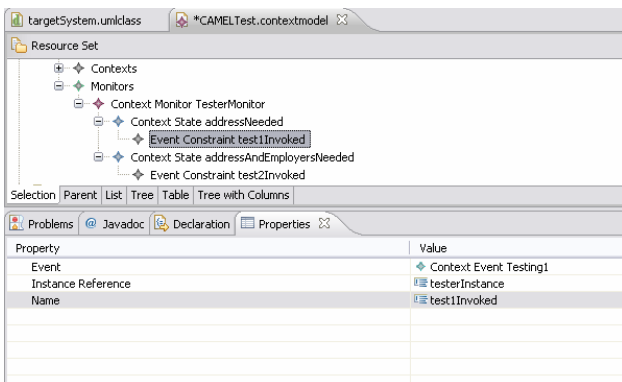 targetSystem.umlclass *CAMELTest.contextmodel
Resource Set
Contexts
Monitors
Context Monitor TesterMonitor
Context State addressNeeded
Event Constraint test1Invoked
Context State addressAndEmployersNeeded
Event Constraint test2Invoked
Selection Parent List Tree Table Tree with Columns
Problems @ Javadoc Declaration Properties
Property Value
Event Context Event Testing1
Instance Reference testerInstance
Name test1Invoked